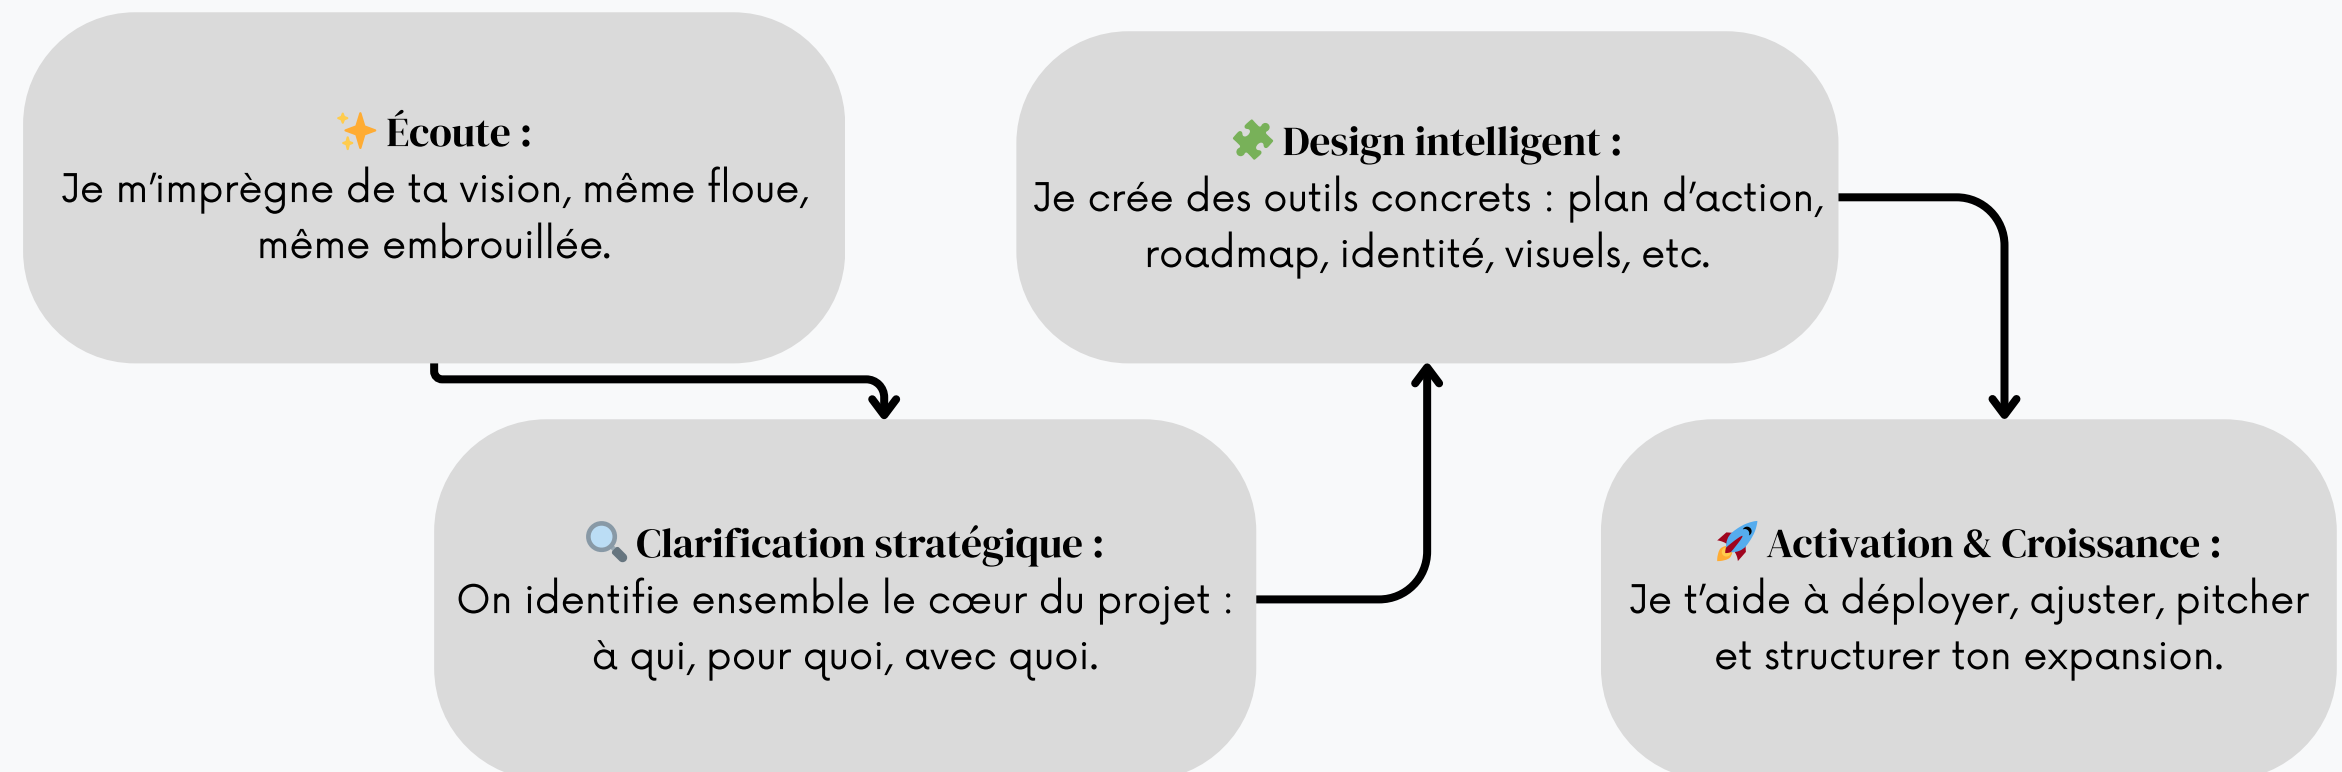 ✨ Écoute :
Je m’imprègne de ta vision, même floue,
même embrouillée.
🔍 Clarification stratégique :
On identifie ensemble le cœur du projet :
à qui, pour quoi, avec quoi.
🧩 Design intelligent :
Je crée des outils concrets : plan d’action,
roadmap, identité, visuels, etc.
🚀 Activation & Croissance :
Je t’aide à déployer, ajuster, pitcher
et structurer ton expansion.